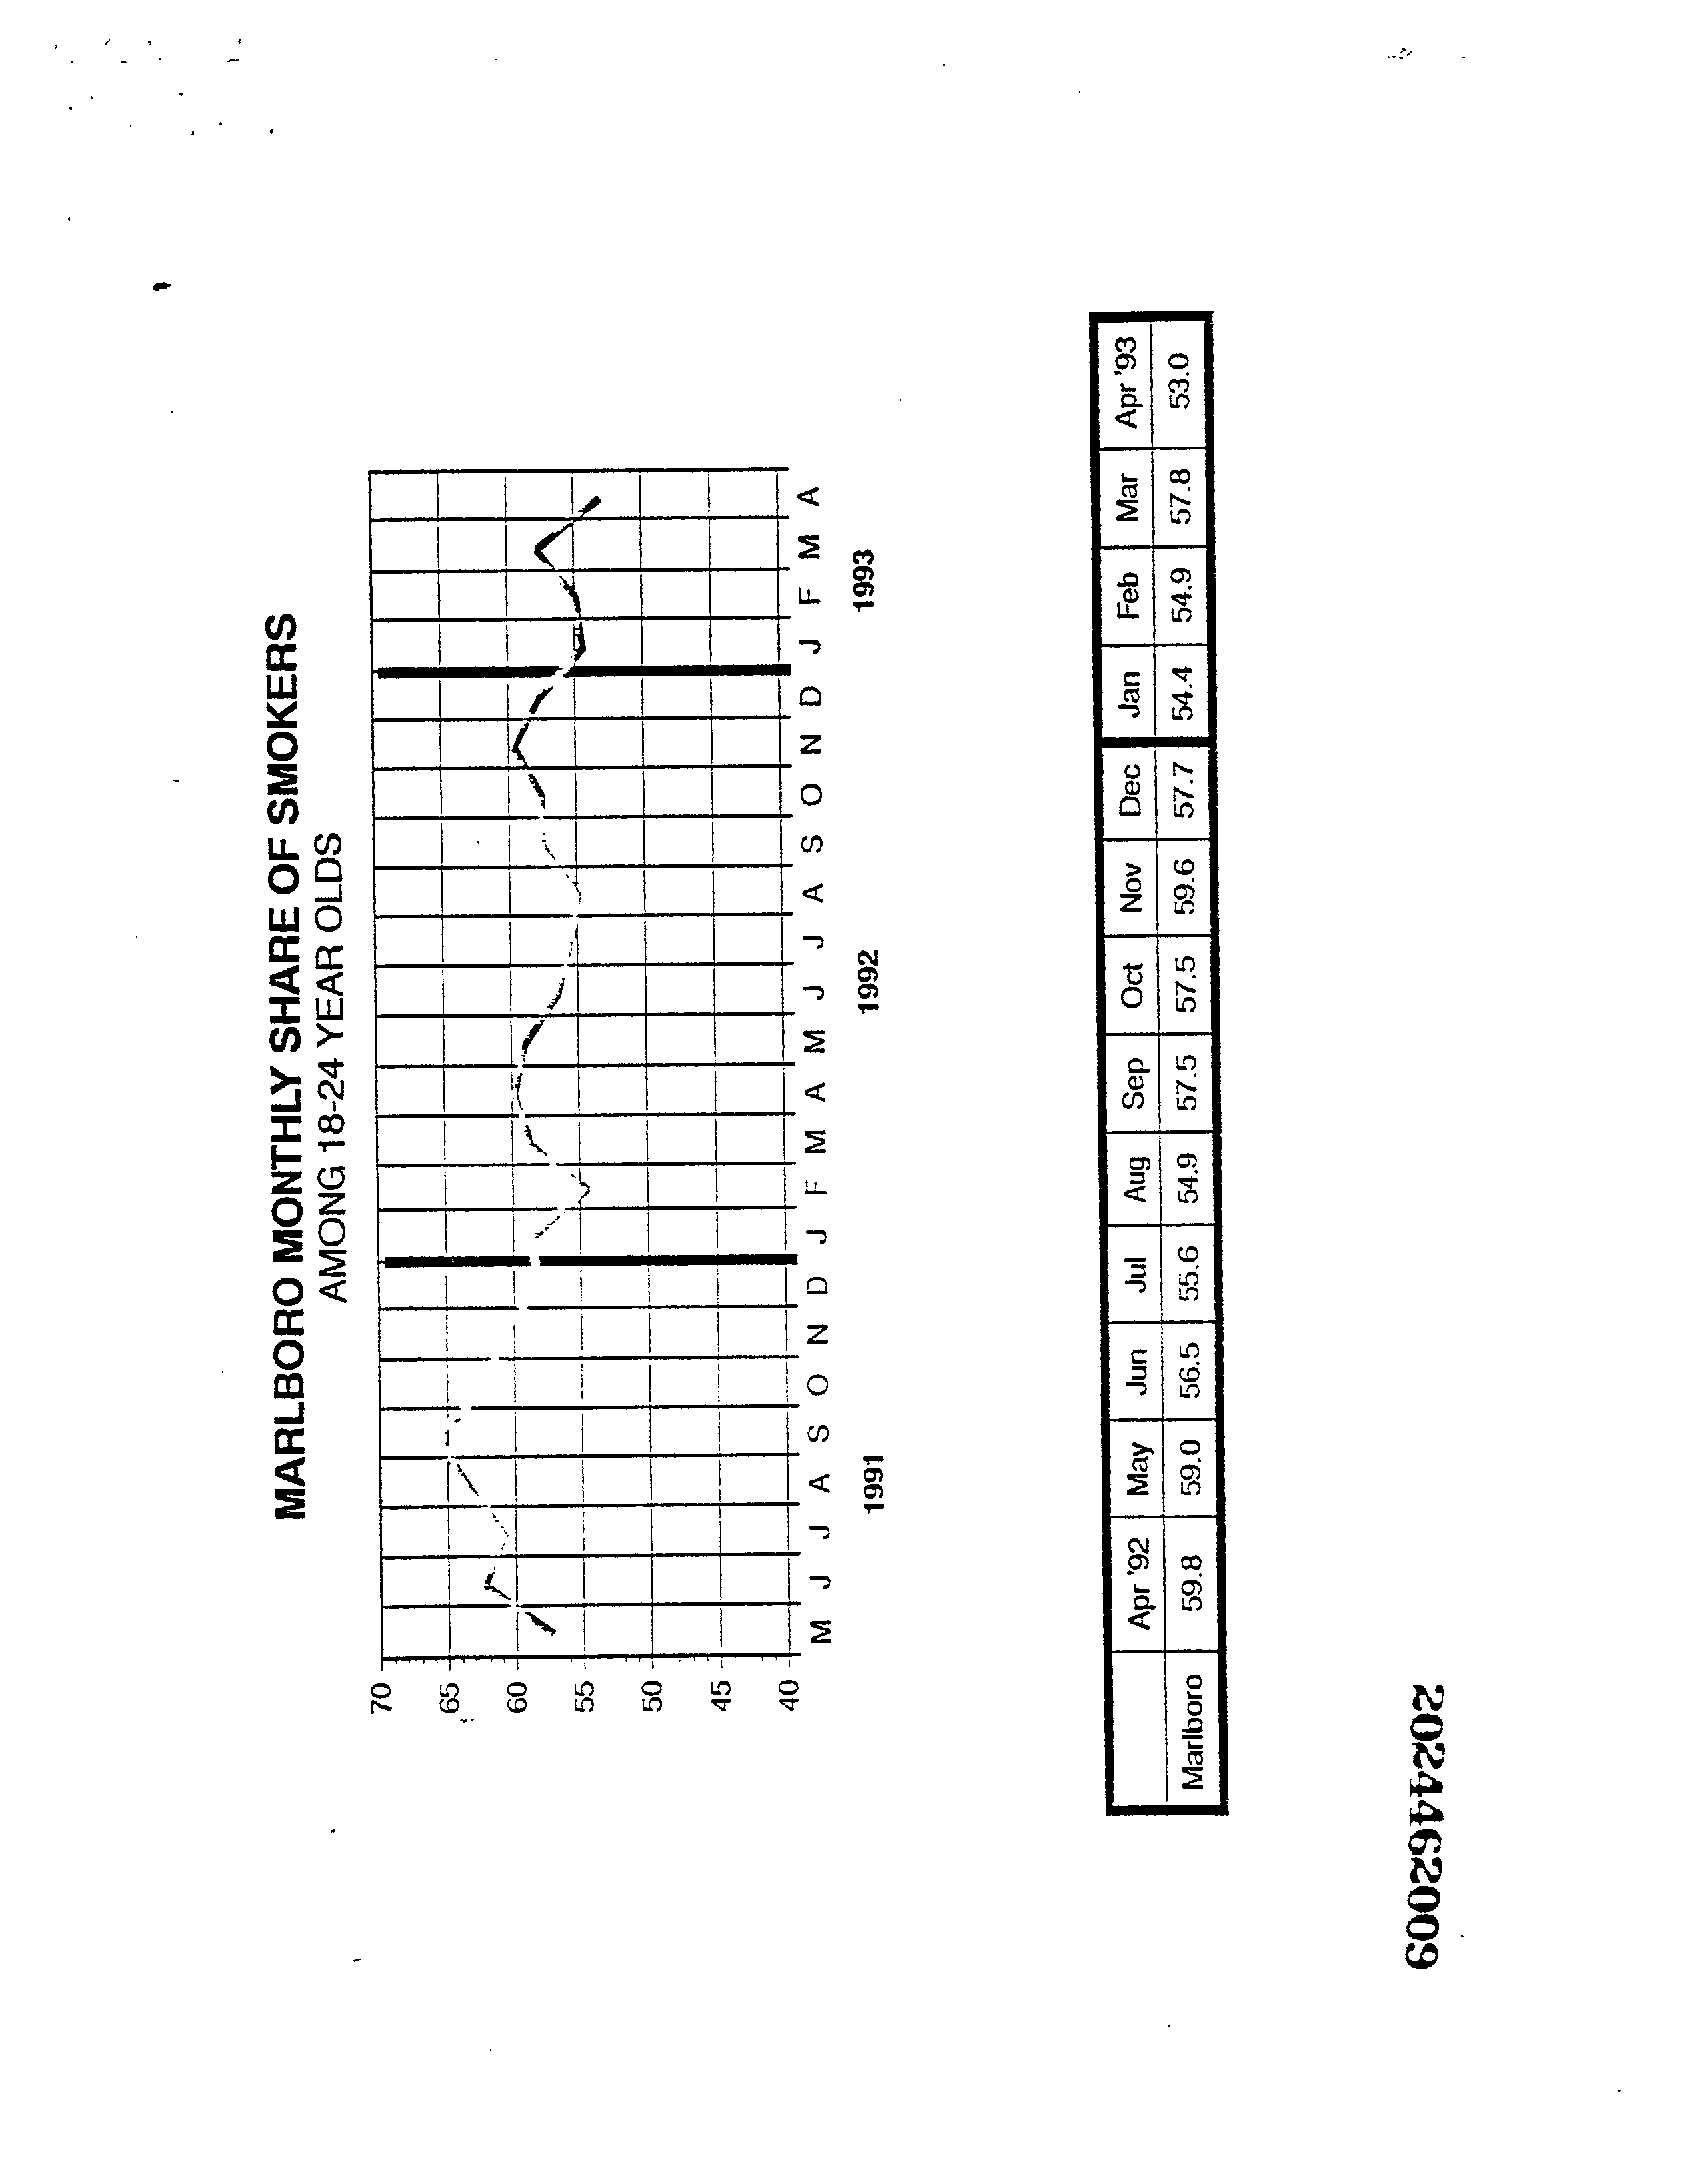 MARLBORO MONTHLY SHARE OF SMOKERS
AMONG 18-24 YEAR OLDS
70
65
60
55
50
45
40
M J J A S O N D J F M A M J J A S O N D J F M A
1991 1992 1993
Apr '92 May Jun Jul Aug Sep Oct Nov Dec Jan Feb Mar Apr '93
Marlboro 59.8 59.0 56.5 55.6 54.9 57.5 57.5 59.6 57.7 54.4 54.9 57.8 53.0
2024462009